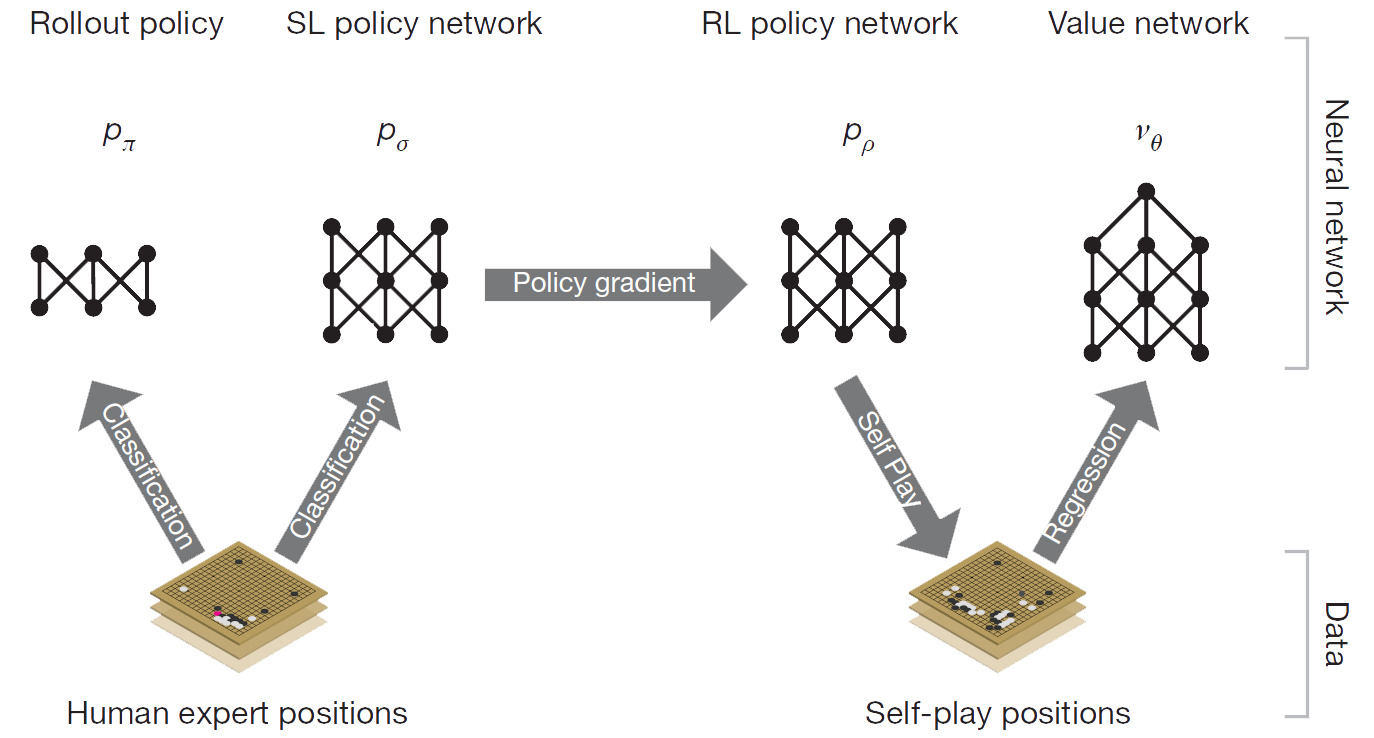 Rollout policy
SL policy network
RL policy network
Value network
pπ
pσ
pρ
νθ
Neural network
Policy gradient
Classification
Classification
Self Play
Regression
Data
Human expert positions
Self-play positions